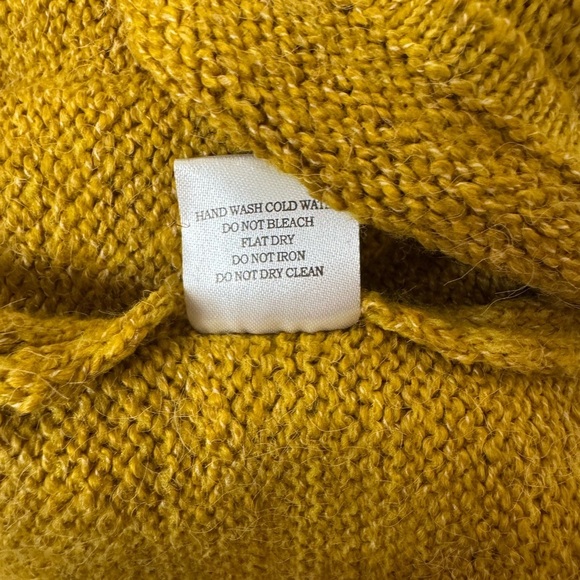 HAND WASH COLD
DO NOT BLEACH
FLAT DRY
DO NOT IRON
DO NOT DRY CLEAN